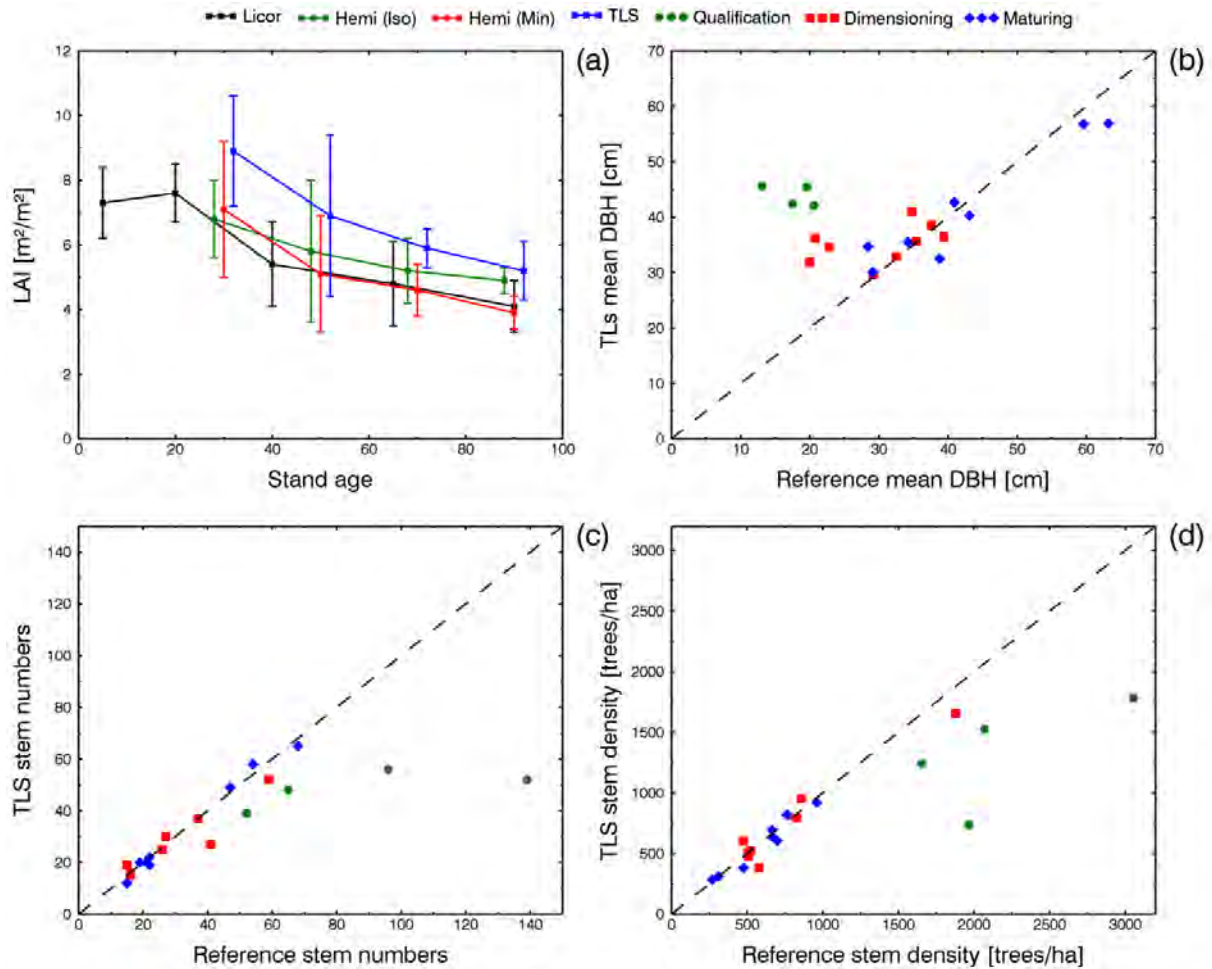 Licor Hemi (Iso) Hemi (Min) TLS Qualification Dimensioning Maturing
(a)
12
10
8
6
4
2
0
LAI [m²/m²]
0 20 40 60 80 100
Stand age
(b)
70
60
50
40
30
20
10
0
TLs mean DBH [cm]
0 10 20 30 40 50 60 70
Reference mean DBH [cm]
(c)
140
120
100
80
60
40
20
0
TLS stem numbers
0 20 40 60 80 100 120 140
Reference stem numbers
(d)
3000
2500
2000
1500
1000
500
0
TLS stem density [trees/ha]
0 500 1000 1500 2000 2500 3000
Reference stem density [trees/ha]